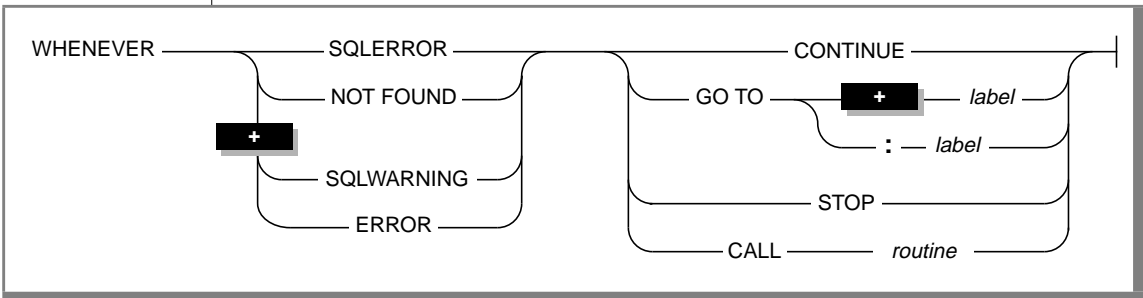 WHENEVER SQLERROR CONTINUE
NOT FOUND GO TO + label
+ : label
SQLWARNING STOP
ERROR
CALL routine